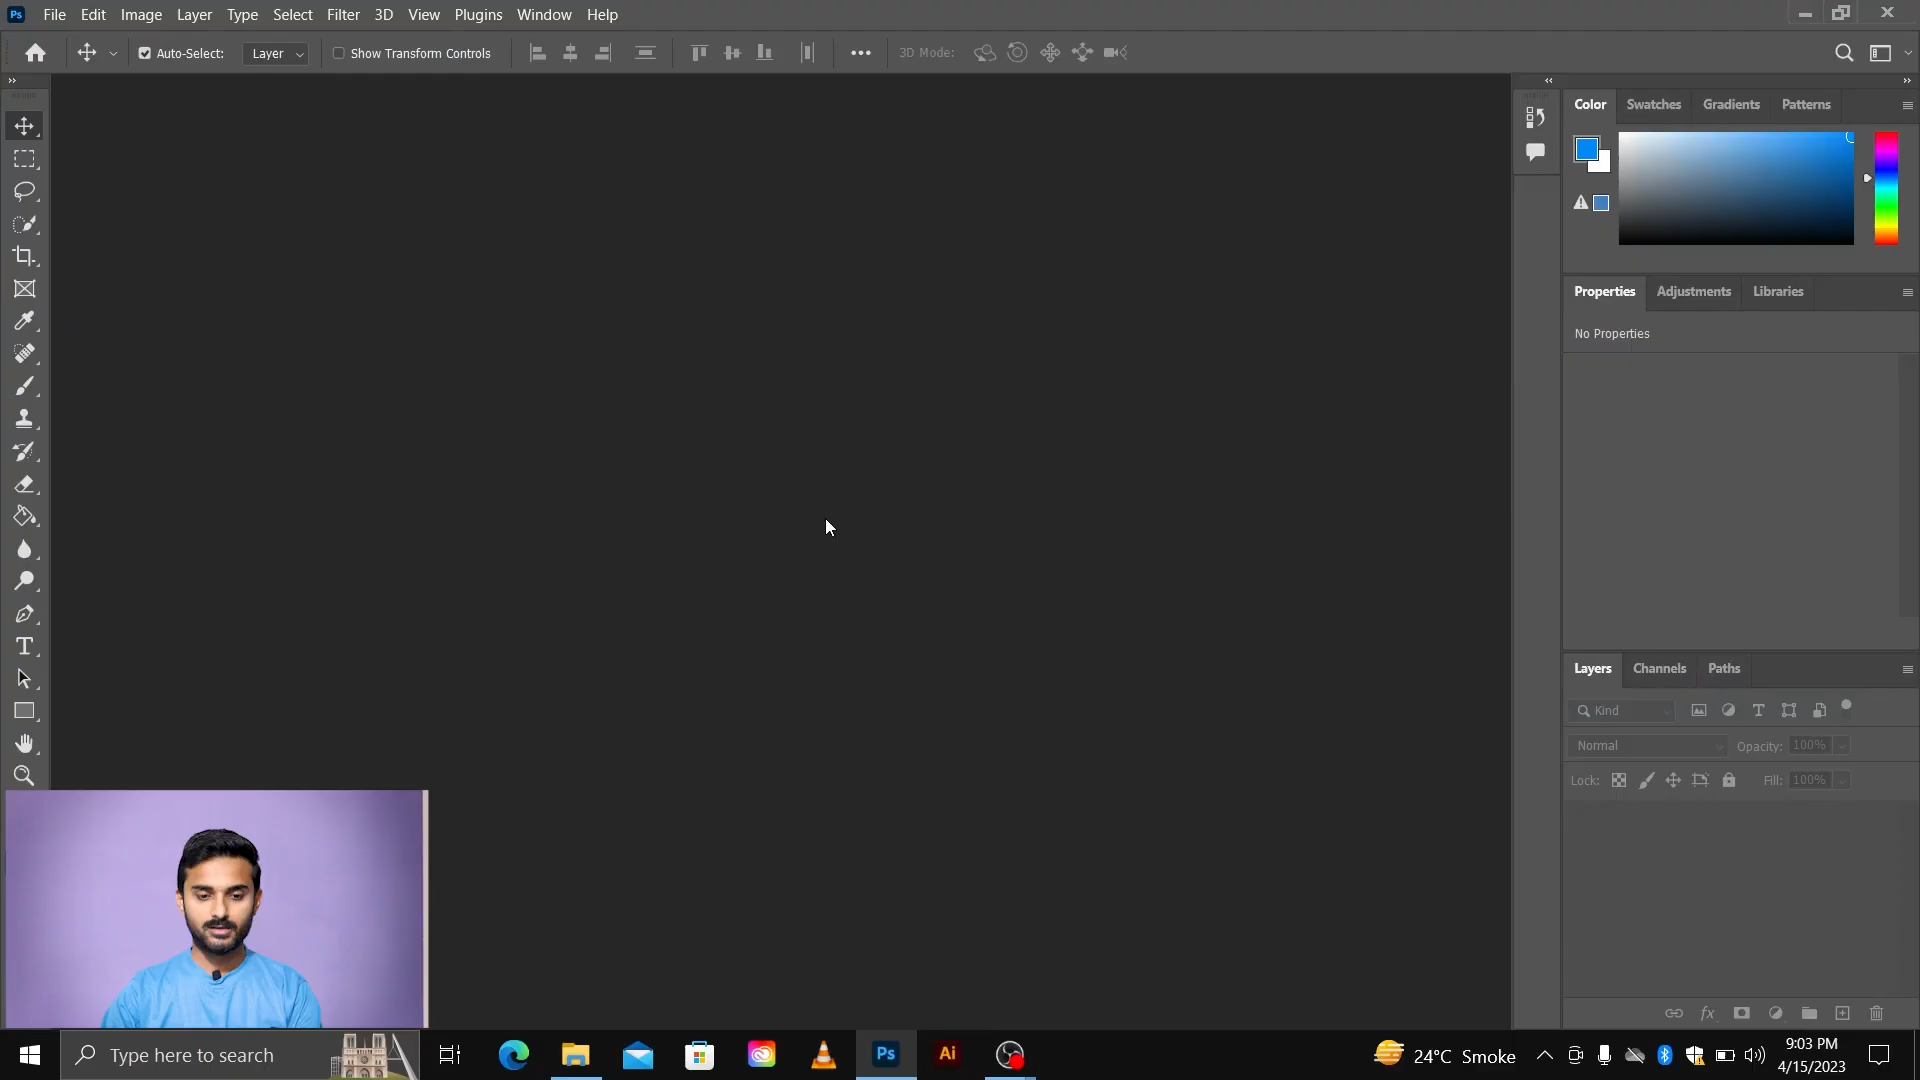 Ps File Edit Image Layer Type Select Filter 3D View Plugins Window Help
Auto-Select: Layer Show Transform Controls 3D Mode:
Color Swatches Gradients Patterns
Properties Adjustments Libraries
No Properties
Layers Channels Paths
Kind
Normal Opacity: 100%
Lock: Fill: 100%
fx
Type here to search
Ps
Ai
24°C Smoke
9:03 PM
4/15/2023